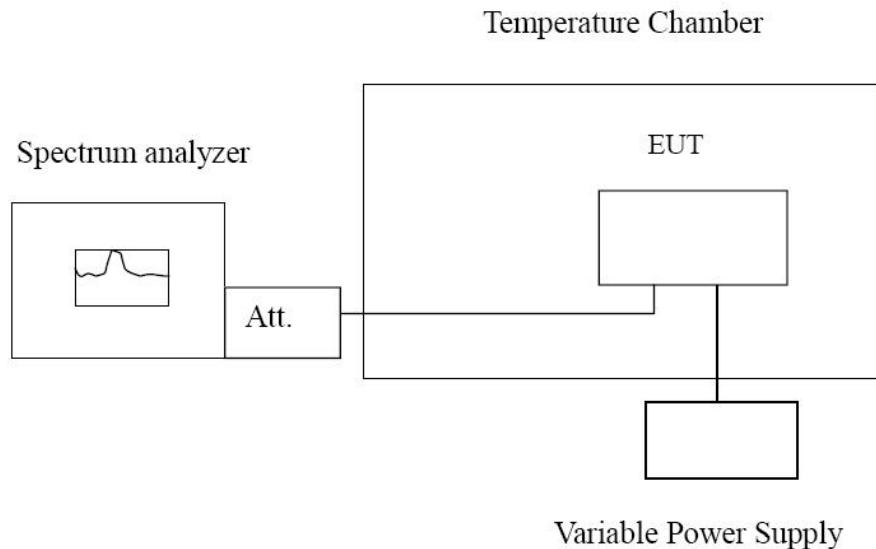 Temperature Chamber
Spectrum analyzer
EUT
Att.
Variable Power Supply